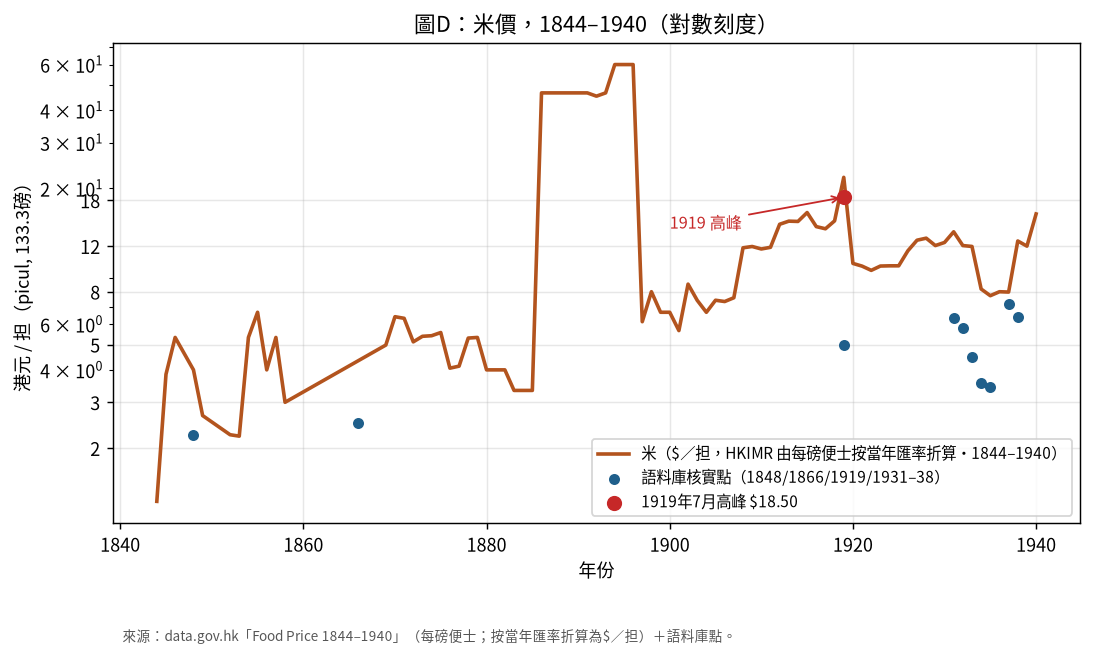 圖D：米價，1844–1940（對數刻度）
港元 / 担（picul, 133.3磅）
6 × 10¹
4 × 10¹
3 × 10¹
2 × 10¹
18
12
8
6 × 10⁰
5
4 × 10⁰
3
2
1919 高峰
米（$／担，HKIMR 由每磅便士按當年匯率折算・1844–1940）
語料庫核實點（1848/1866/1919/1931–38）
1919年7月高峰 $18.50
1840 1860 1880 1900 1920 1940
年份
來源：data.gov.hk「Food Price 1844–1940」（每磅便士；按當年匯率折算為$／担）＋語料庫點。